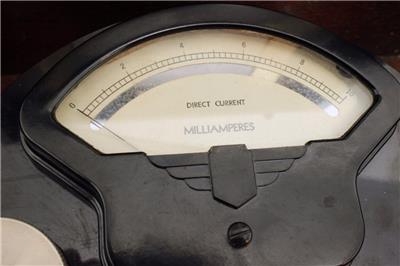 0 2 4 6 8 10
DIRECT CURRENT
MILLIAMPERES